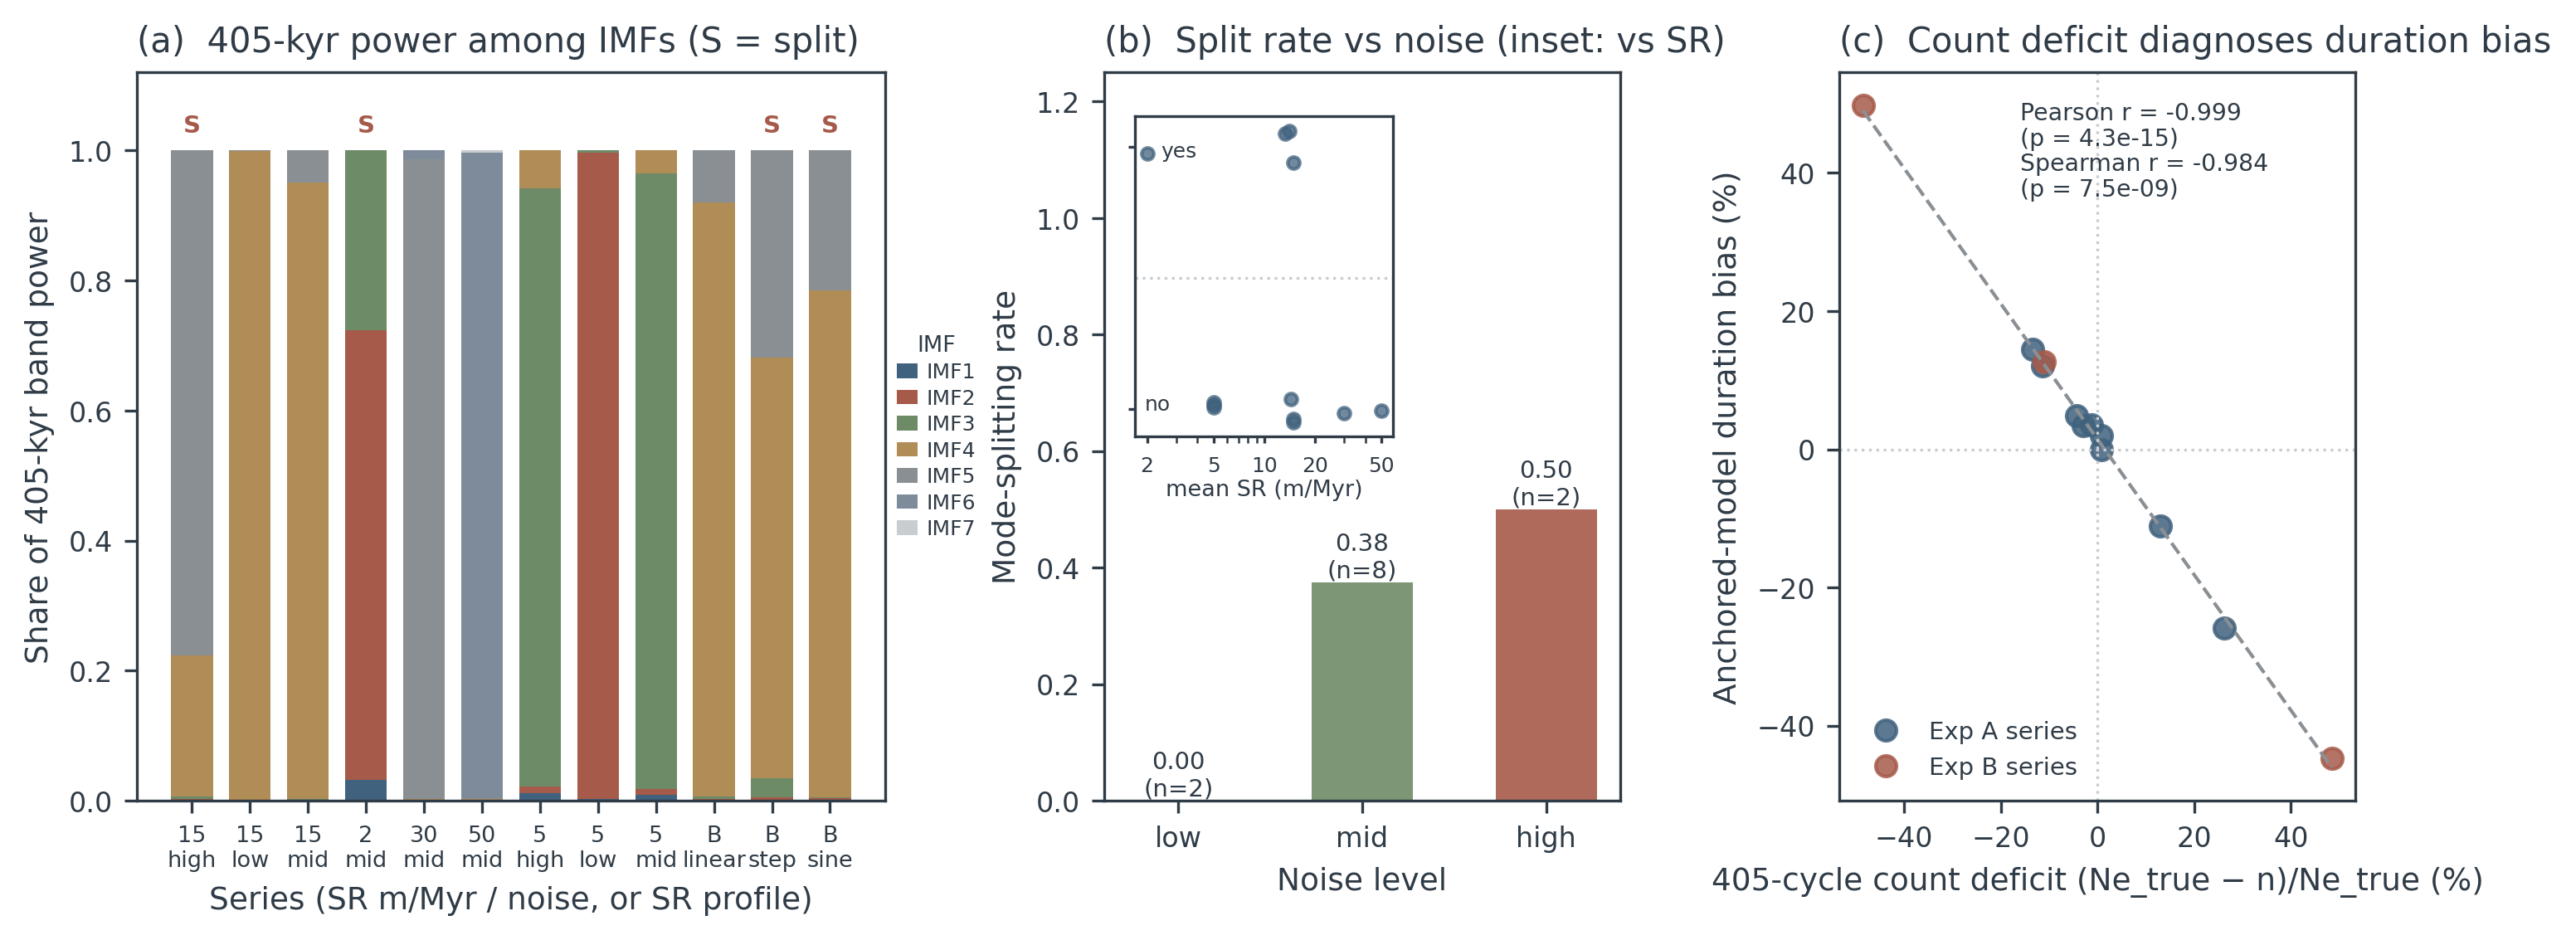 (a)  405-kyr power among IMFs (S = split)
S
S
S
S
Share of 405-kyr band power
1.0
0.8
0.6
0.4
0.2
0.0
15
high
15
low
15
mid
2
mid
30
mid
50
mid
5
high
5
low
5
mid
B
linear
B
step
B
sine
Series (SR m/Myr / noise, or SR profile)
IMF
IMF1
IMF2
IMF3
IMF4
IMF5
IMF6
IMF7
(b)  Split rate vs noise (inset: vs SR)
Mode-splitting rate
1.2
1.0
0.8
0.6
0.4
0.2
0.0
yes
no
2
5
10
20
50
mean SR (m/Myr)
0.00
(n=2)
0.38
(n=8)
0.50
(n=2)
low
mid
high
Noise level
(c)  Count deficit diagnoses duration bias
Anchored-model duration bias (%)
40
20
0
−20
−40
Pearson r = -0.999
(p = 4.3e-15)
Spearman r = -0.984
(p = 7.5e-09)
Exp A series
Exp B series
−40
−20
0
20
40
405-cycle count deficit (Ne_true − n)/Ne_true (%)